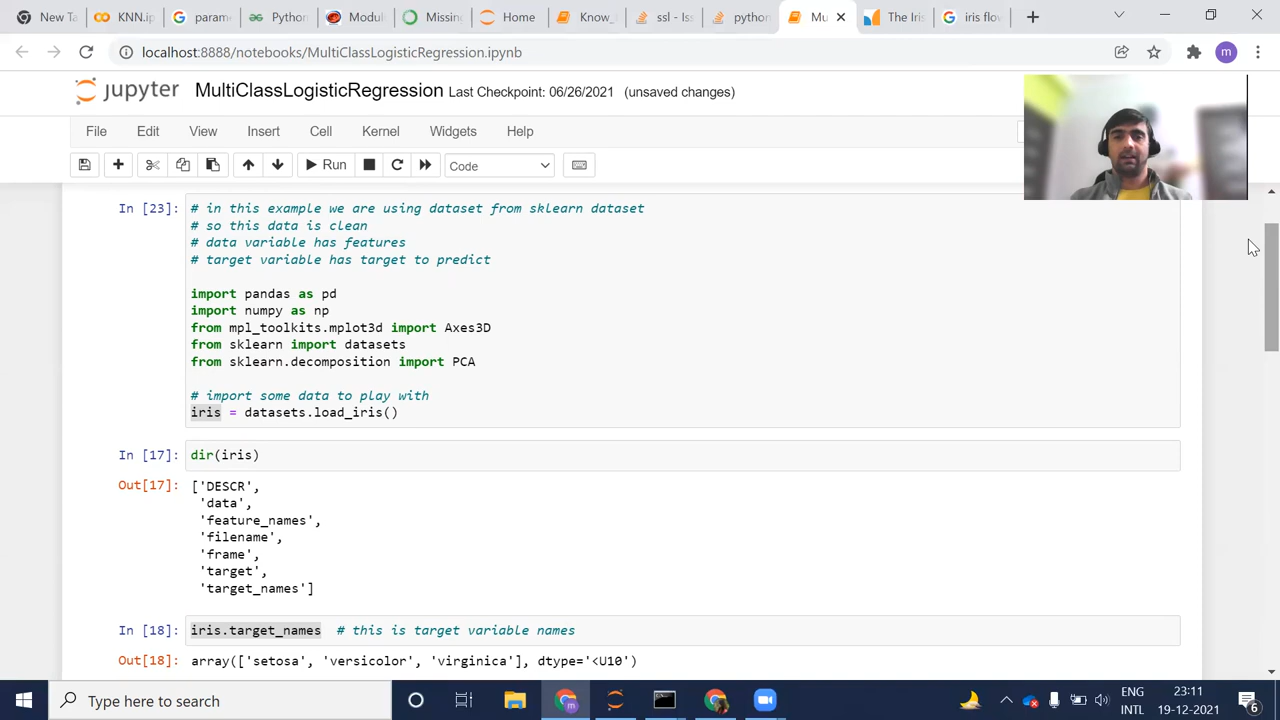 New Ta
KNN.i
param
Python
Modul
Missin
Home
Know_
ssl - Iss
python
Mu
The Iri
iris flow
localhost:8888/notebooks/MultiClassLogisticRegression.ipynb
m
jupyter MultiClassLogisticRegression Last Checkpoint: 06/26/2021 (unsaved changes)
File Edit View Insert Cell Kernel Widgets Help
Run Code
In [23]: # in this example we are using dataset from sklearn dataset
# so this data is clean
# data variable has features
# target variable has target to predict
import pandas as pd
import numpy as np
from mpl_toolkits.mplot3d import Axes3D
from sklearn import datasets
from sklearn.decomposition import PCA
# import some data to play with
iris = datasets.load_iris()
In [17]: dir(iris)
Out[17]: ['DESCR',
'data',
'feature_names',
'filename',
'frame',
'target',
'target_names']
In [18]: iris.target_names # this is target variable names
Out[18]: array(['setosa', 'versicolor', 'virginica'], dtype='<U10')
Type here to search
ENG
INTL
23:11
19-12-2021
6